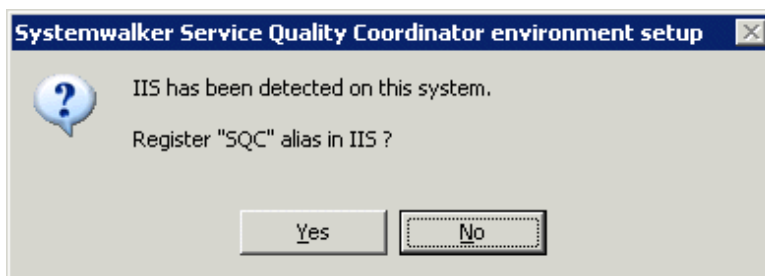 Systemwalker Service Quality Coordinator environment setup
IIS has been detected on this system.
Register "SQC" alias in IIS ?
Yes
No